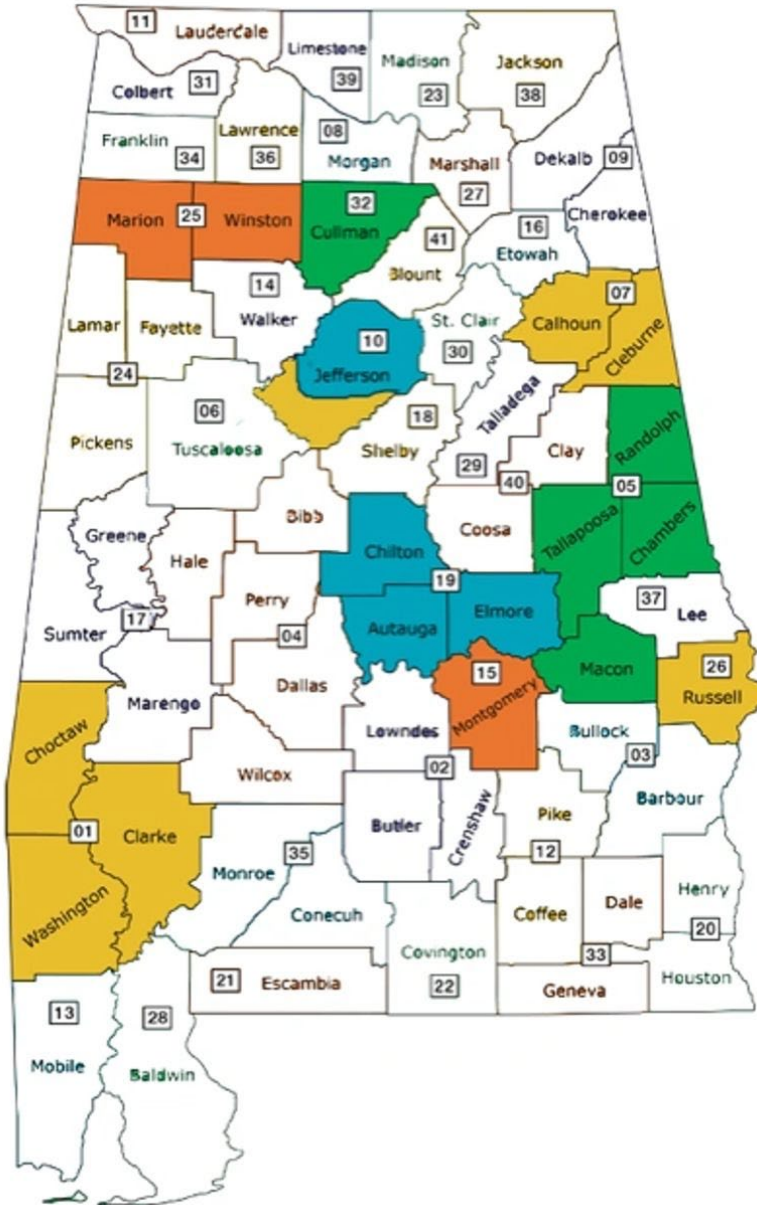 11
Lauderdale
Limestone
39
Madison
23
Jackson
38
Colbert
31
Franklin
34
Lawrence
36
08
Morgan
Marshall
27
Dekalb
09
Cherokee
Marion
25
Winston
32
Cullman
41
Blount
16
Etowah
Lamar
Fayette
24
14
Walker
10
Jefferson
St. Clair
30
Calhoun
07
Cleburne
Pickens
06
Tuscaloosa
18
Shelby
Talladega
29
40
Clay
Randolph
05
Greene
Hale
Bibb
Chilton
Coosa
Tallapoosa
Chambers
Sumter
17
Perry
04
19
Autauga
Elmore
37
Lee
Marengo
Dallas
Lowndes
15
Montgomery
Macon
26
Russell
Choctaw
Wilcox
02
Bullock
03
Barbour
01
Clarke
Washington
Monroe
35
Conecuh
Butler
Crenshaw
Pike
12
Coffee
Dale
Henry
20
21
Escambia
Covington
22
33
Geneva
Houston
13
Mobile
28
Baldwin